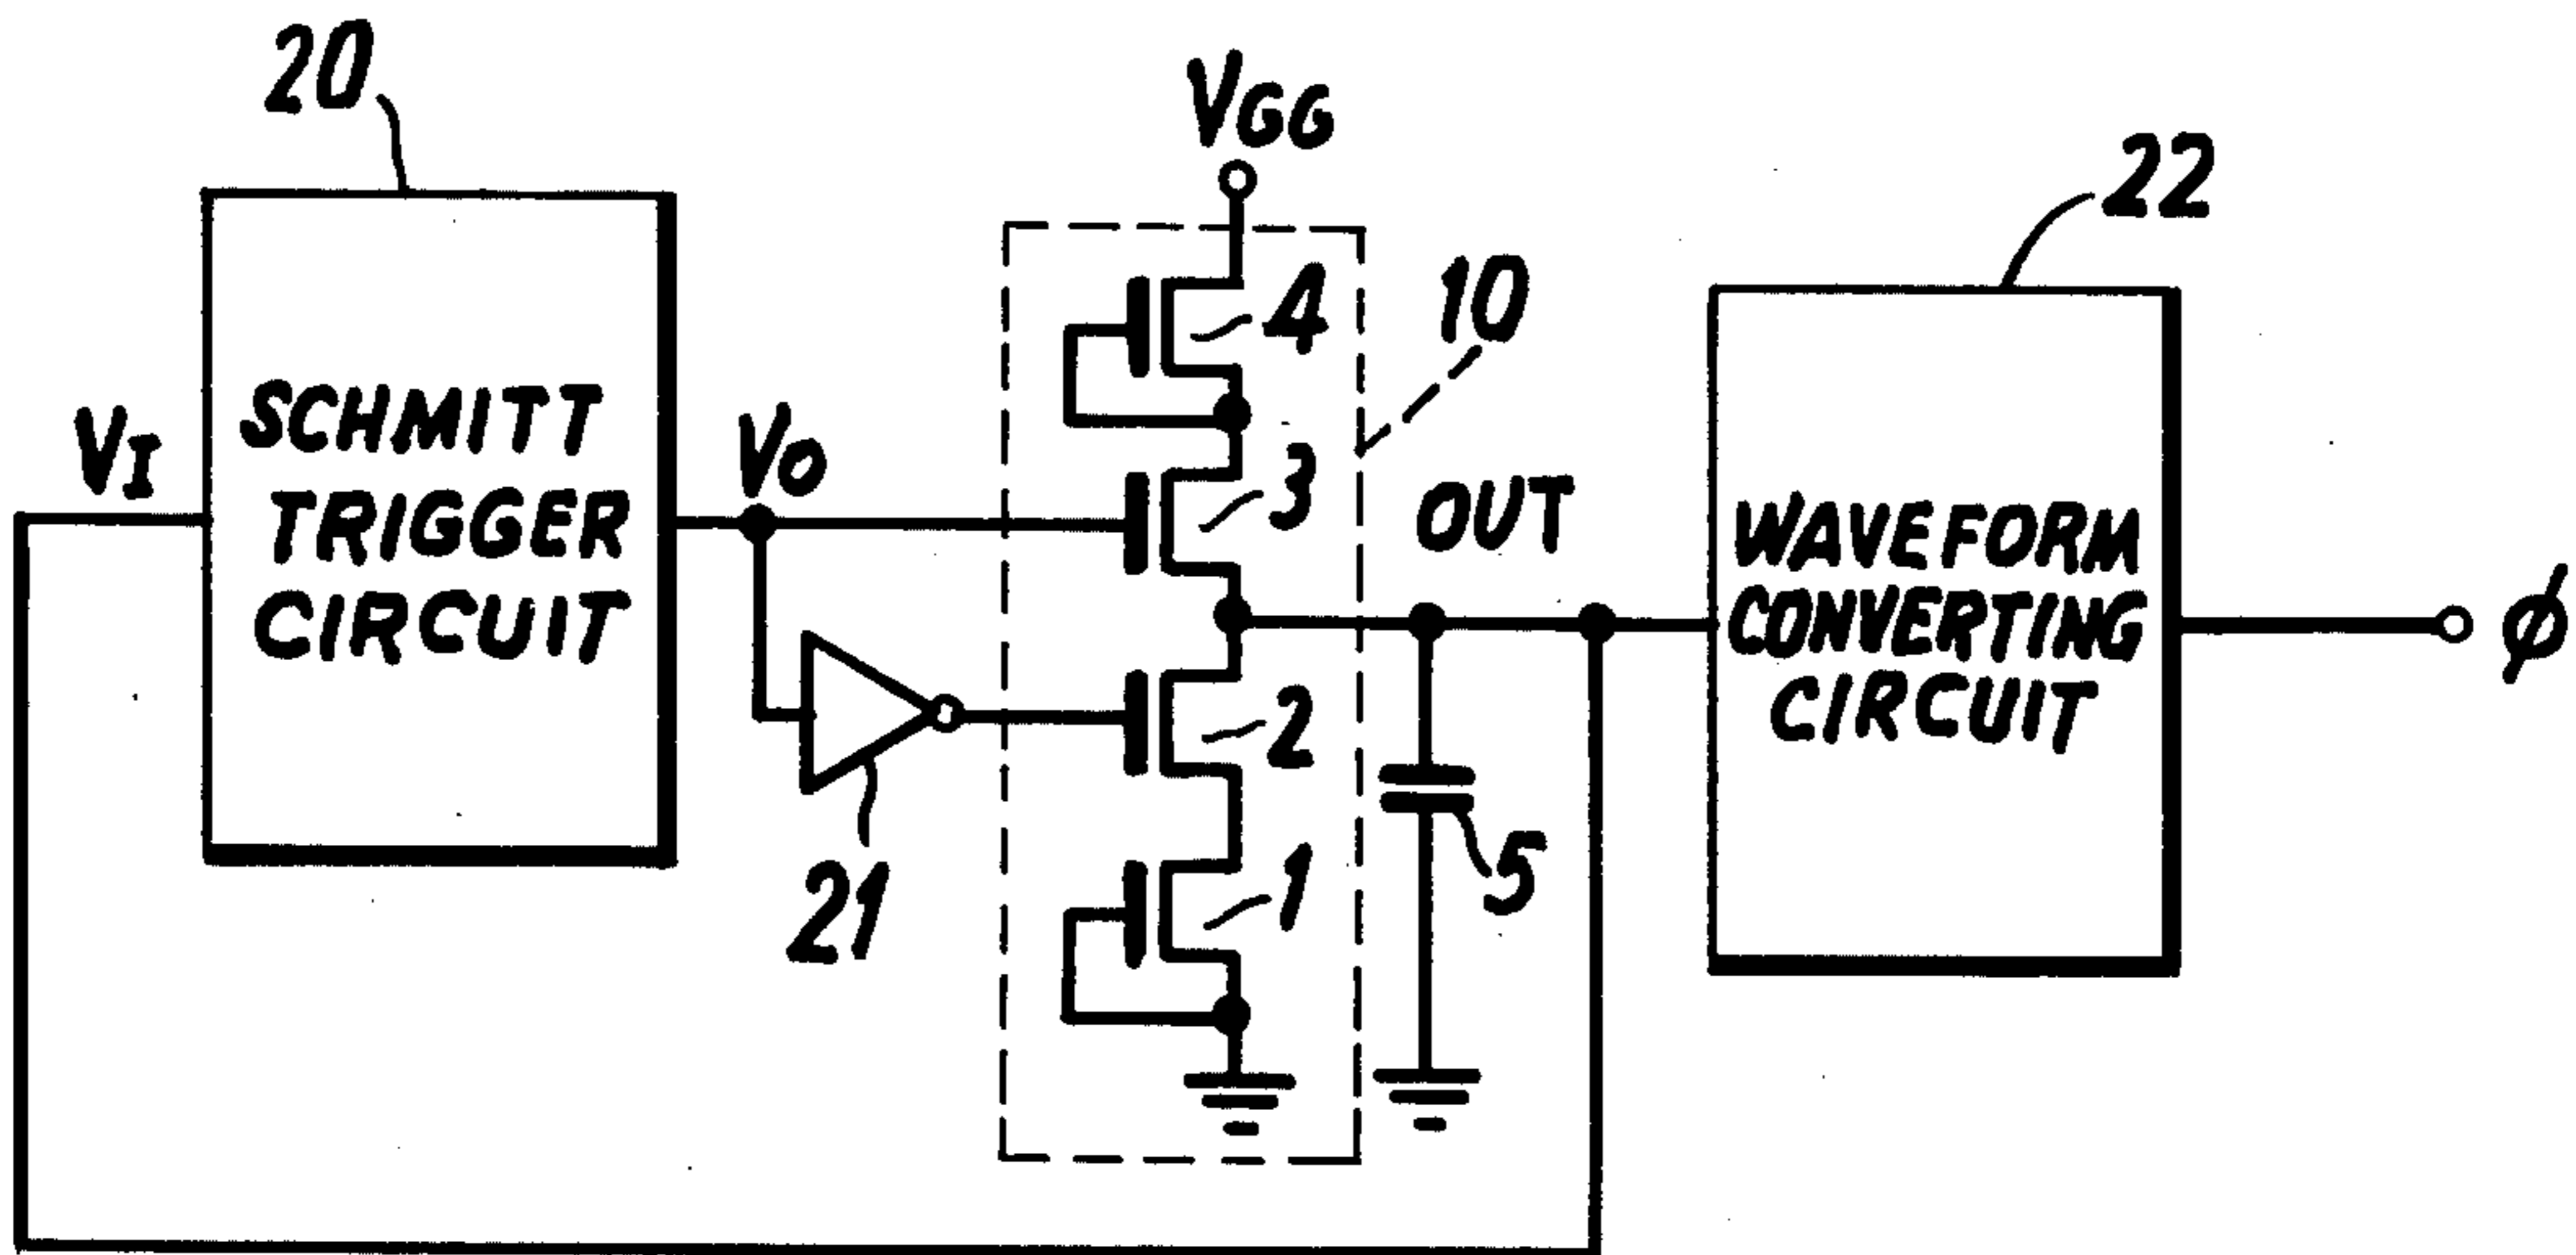 20
VGG
22
4
10
SCHMITT
TRIGGER
CIRCUIT
VI
VO
3
OUT
WAVEFORM
CONVERTING
CIRCUIT
ϕ
2
21
1
5